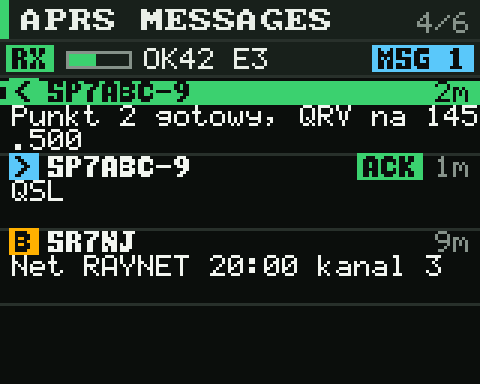 APRS MESSAGES 4/6
RX OK42 E3 MSG 1
< SP7ABC-9 2m
Punkt 2 gotowy, QRV na 145
.500
> SP7ABC-9 ACK 1m
QSL
B SR7NJ 9m
Net RAYNET 20:00 kanal 3